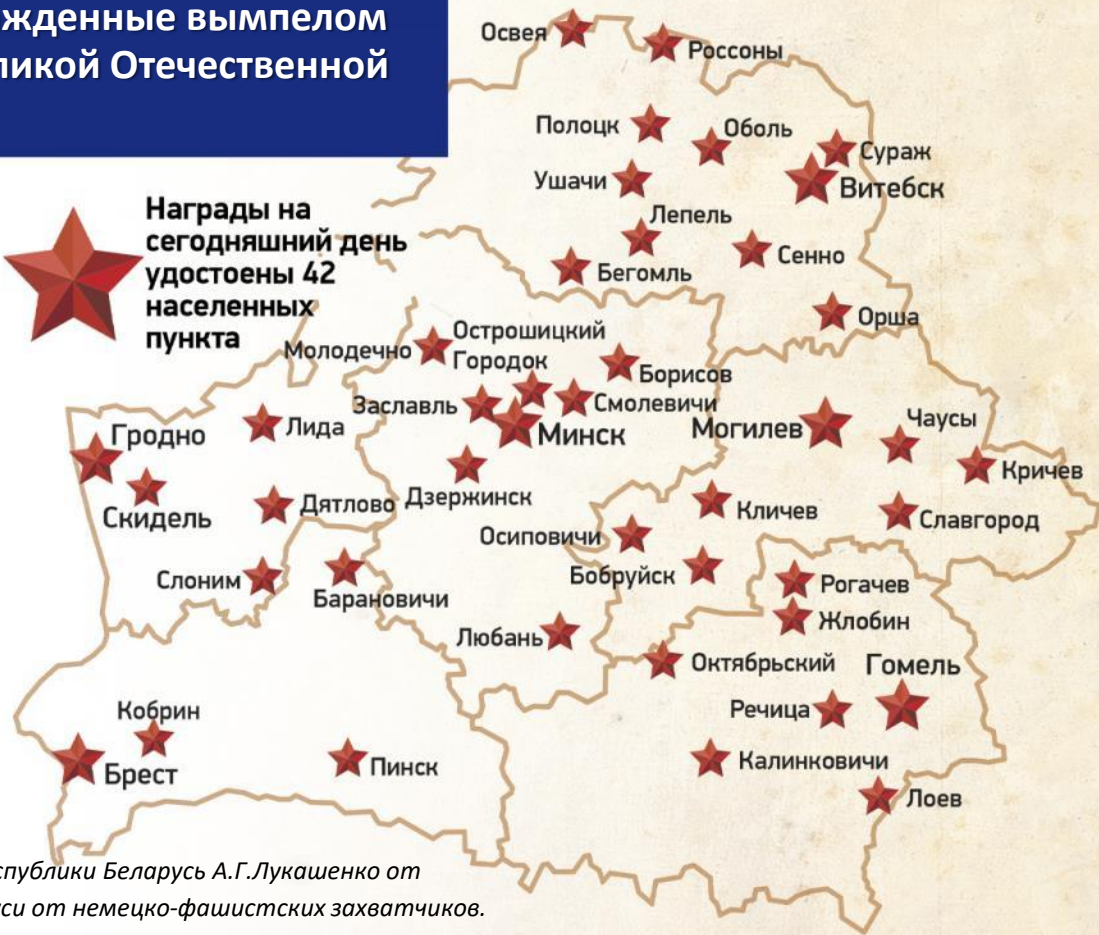 жденные вымпелом
ликой Отечественной
Награды на
сегодняшний день
удостоены 42
населенных
пункта
Освея
Россоны
Полоцк
Оболь
Сураж
Ушачи
Витебск
Лепель
Сенно
Бегомль
Орша
Молодечно
Острошицкий
Городок
Борисов
Заславль
Смолевичи
Минск
Могилев
Чаусы
Гродно
Лида
Кричев
Скидель
Дятлово
Дзержинск
Кличев
Славгород
Осиповичи
Слоним
Барановичи
Бобруйск
Рогачев
Жлобин
Любань
Октябрьский
Гомель
Речица
Кобрин
Брест
Пинск
Калинковичи
Лоев
спублики Беларусь А.Г.Лукашенко от
си от немецко-фашистских захватчиков.